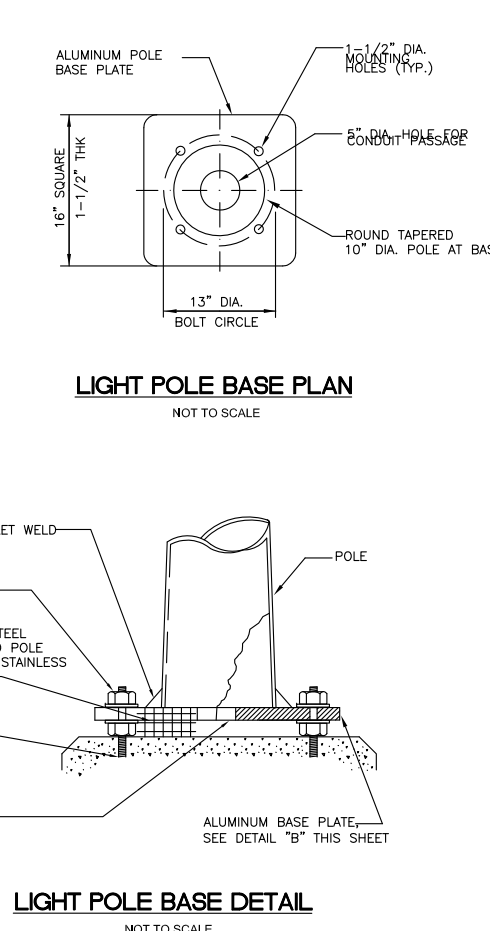 ALUMINUM POLE
BASE PLATE
1-1/2" DIA.
MOUNTING
HOLES (TYP.)
5" DIA. HOLE FOR
CONDUIT PASSAGE
16" SQUARE
1-1/2" THK
ROUND TAPERED
10" DIA. POLE AT BAS
13" DIA.
BOLT CIRCLE
LIGHT POLE BASE PLAN
NOT TO SCALE
ET WELD
POLE
TEEL
POLE
STAINLESS
ALUMINUM BASE PLATE,
SEE DETAIL "B" THIS SHEET
LIGHT POLE BASE DETAIL
NOT TO SCALE